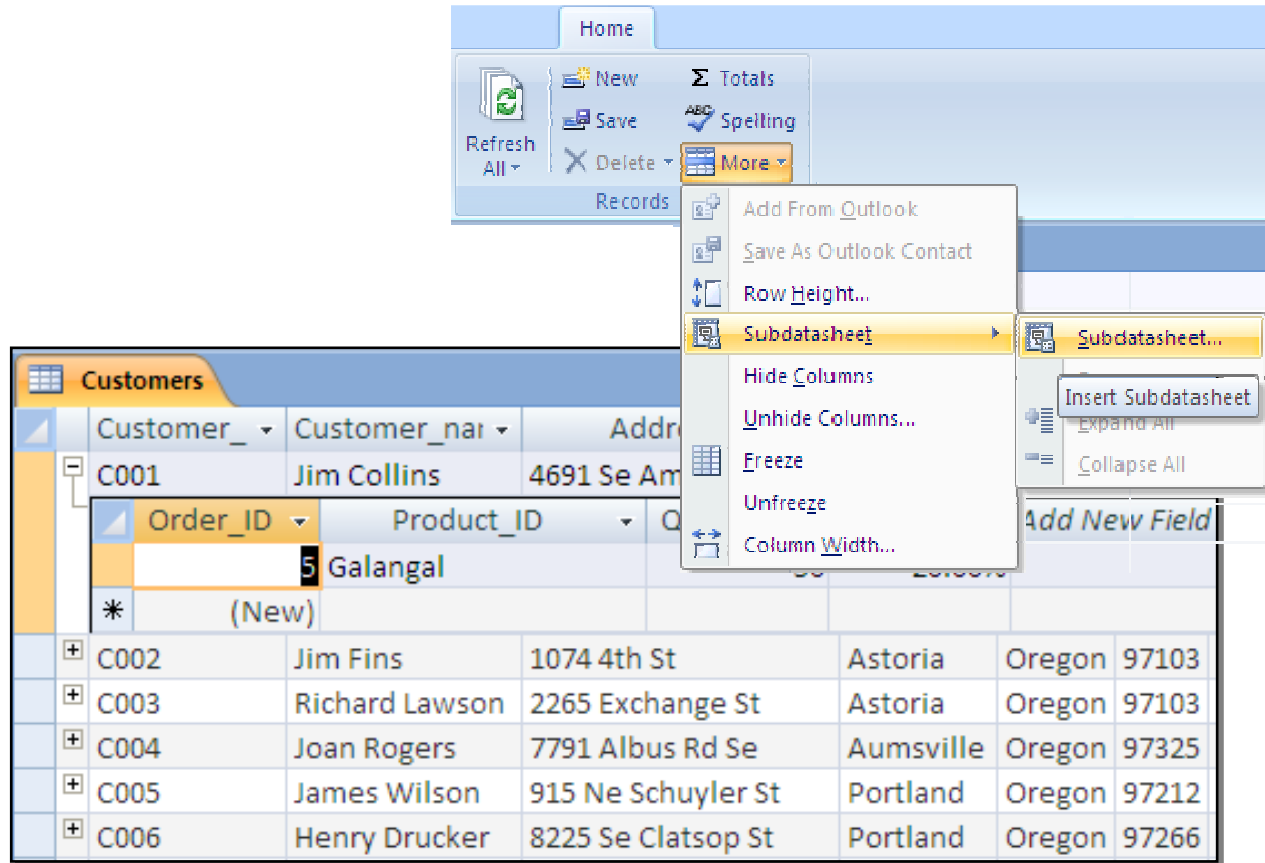 Home
New
Σ Totals
Save
ABC Spelling
Refresh All
Delete
More
Records
Add From Outlook
Save As Outlook Contact
Row Height...
Subdatasheet
Subdatasheet...
Hide Columns
Insert Subdatasheet
Unhide Columns...
Expand All
Freeze
Collapse All
Unfreeze
Column Width...
Customers
Customer_ Customer_nar Addr
C001 Jim Collins 4691 Se Am
Order_ID Product_ID Q Add New Field
5 Galangal
* (New)
C002 Jim Fins 1074 4th St Astoria Oregon 97103
C003 Richard Lawson 2265 Exchange St Astoria Oregon 97103
C004 Joan Rogers 7791 Albus Rd Se Aumsville Oregon 97325
C005 James Wilson 915 Ne Schuyler St Portland Oregon 97212
C006 Henry Drucker 8225 Se Clatsop St Portland Oregon 97266